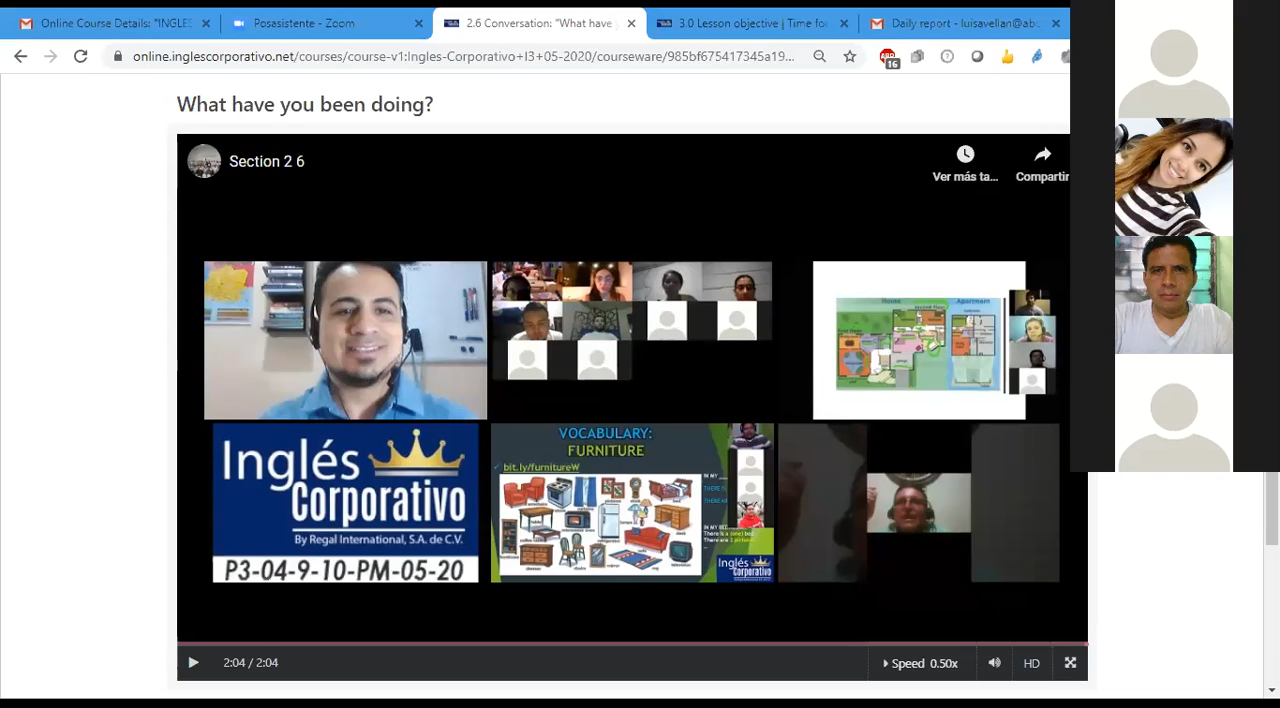 Online Course Details: "INGLES
Posasistente - Zoom
2.6 Conversation: "What have y
3.0 Lesson objective | Time fo
Daily report - luisavelian@ab
online.inglescorporativo.net/courses/course-v1:Ingles-Corporativo+I3+05-2020/courseware/985bf675417345a19...
16
What have you been doing?
Section 2 6
Ver más ta...
Compartir
House
Apartment
Inglés
Corporativo
By Regal International, S.A. de C.V.
P3-04-9-10-PM-05-20
VOCABULARY:
FURNITURE
bit.ly/furnitureW
Inglés
Corporativo
2:04 / 2:04
Speed 0.50x
HD